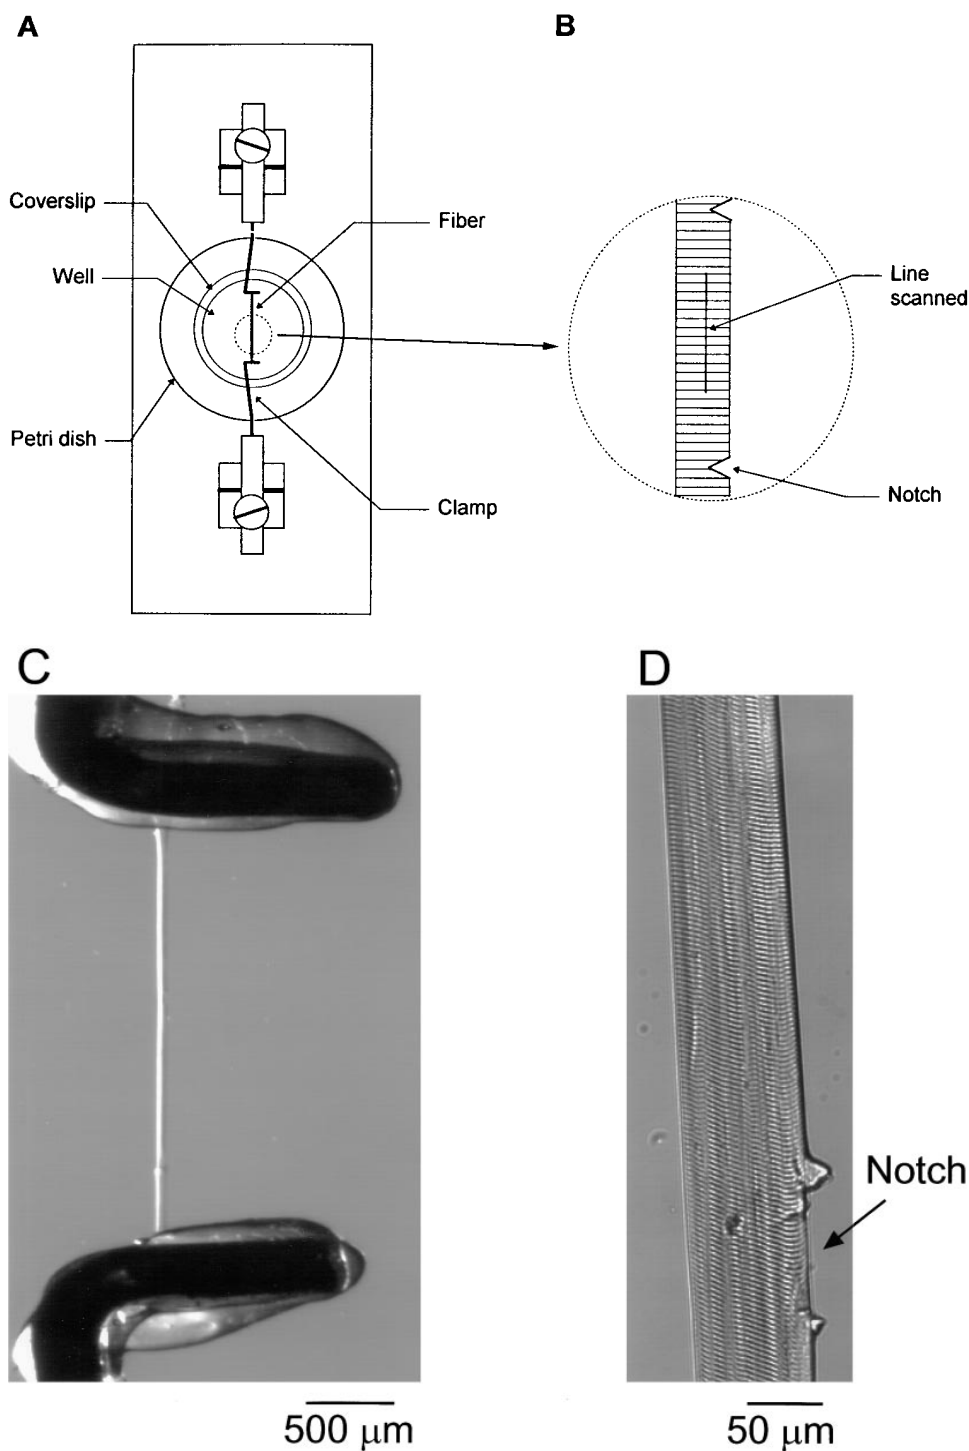 A
B
Coverslip
Fiber
Well
Line
scanned
Petri dish
Clamp
Notch
C
D
Notch
500 μm
50 μm